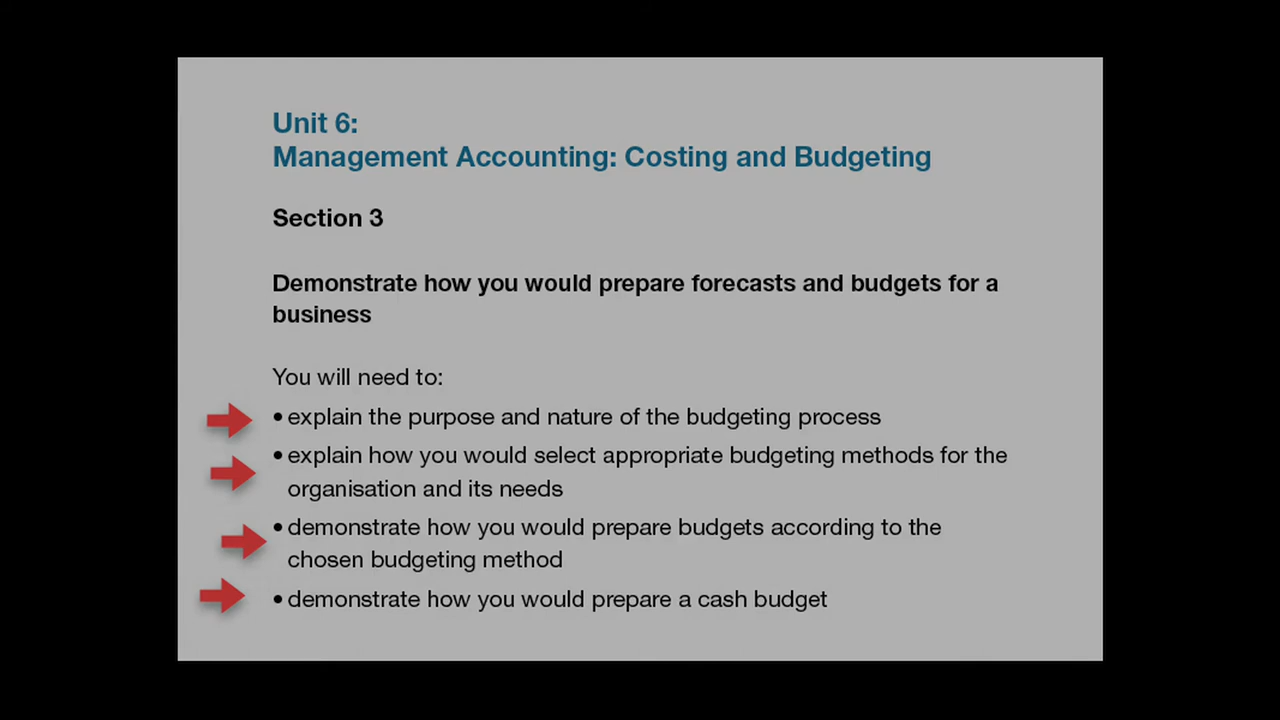 Unit 6:
Management Accounting: Costing and Budgeting
Section 3
Demonstrate how you would prepare forecasts and budgets for a
business
You will need to:
• explain the purpose and nature of the budgeting process
• explain how you would select appropriate budgeting methods for the
organisation and its needs
• demonstrate how you would prepare budgets according to the
chosen budgeting method
• demonstrate how you would prepare a cash budget